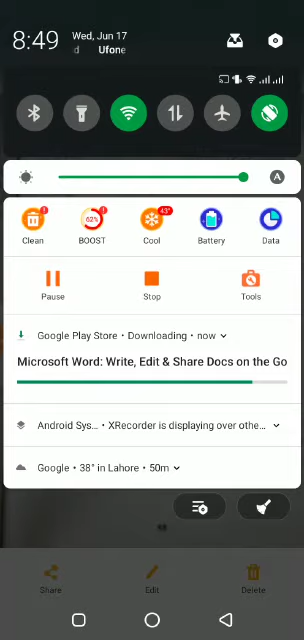 8:49
Wed, Jun 17
d Ufone
Clean
62%
BOOST
43°
Cool
Battery
Data
Pause
Stop
Tools
Google Play Store • Downloading • now
Microsoft Word: Write, Edit & Share Docs on the Go
Android Sys... • XRecorder is displaying over othe...
Google • 38° in Lahore • 50m
Share
Edit
Delete